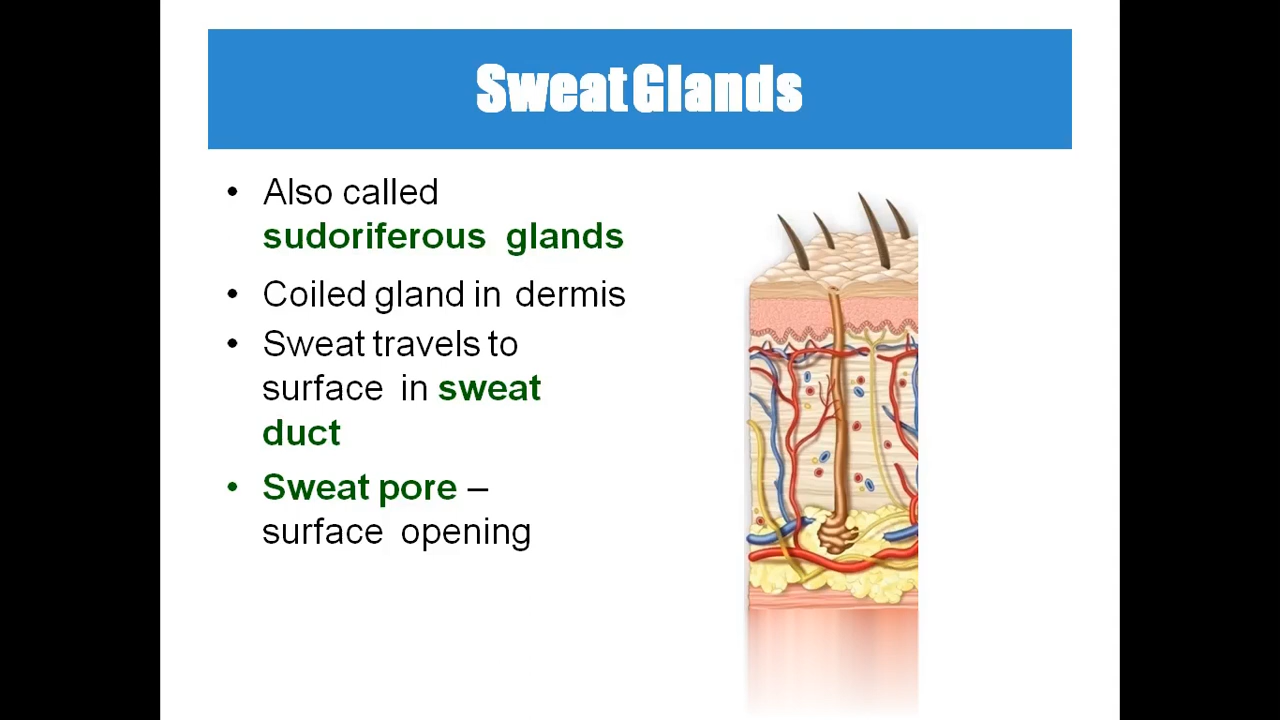 Sweat Glands
• Also called
sudoriferous glands
• Coiled gland in dermis
• Sweat travels to
surface in sweat
duct
• Sweat pore –
surface opening